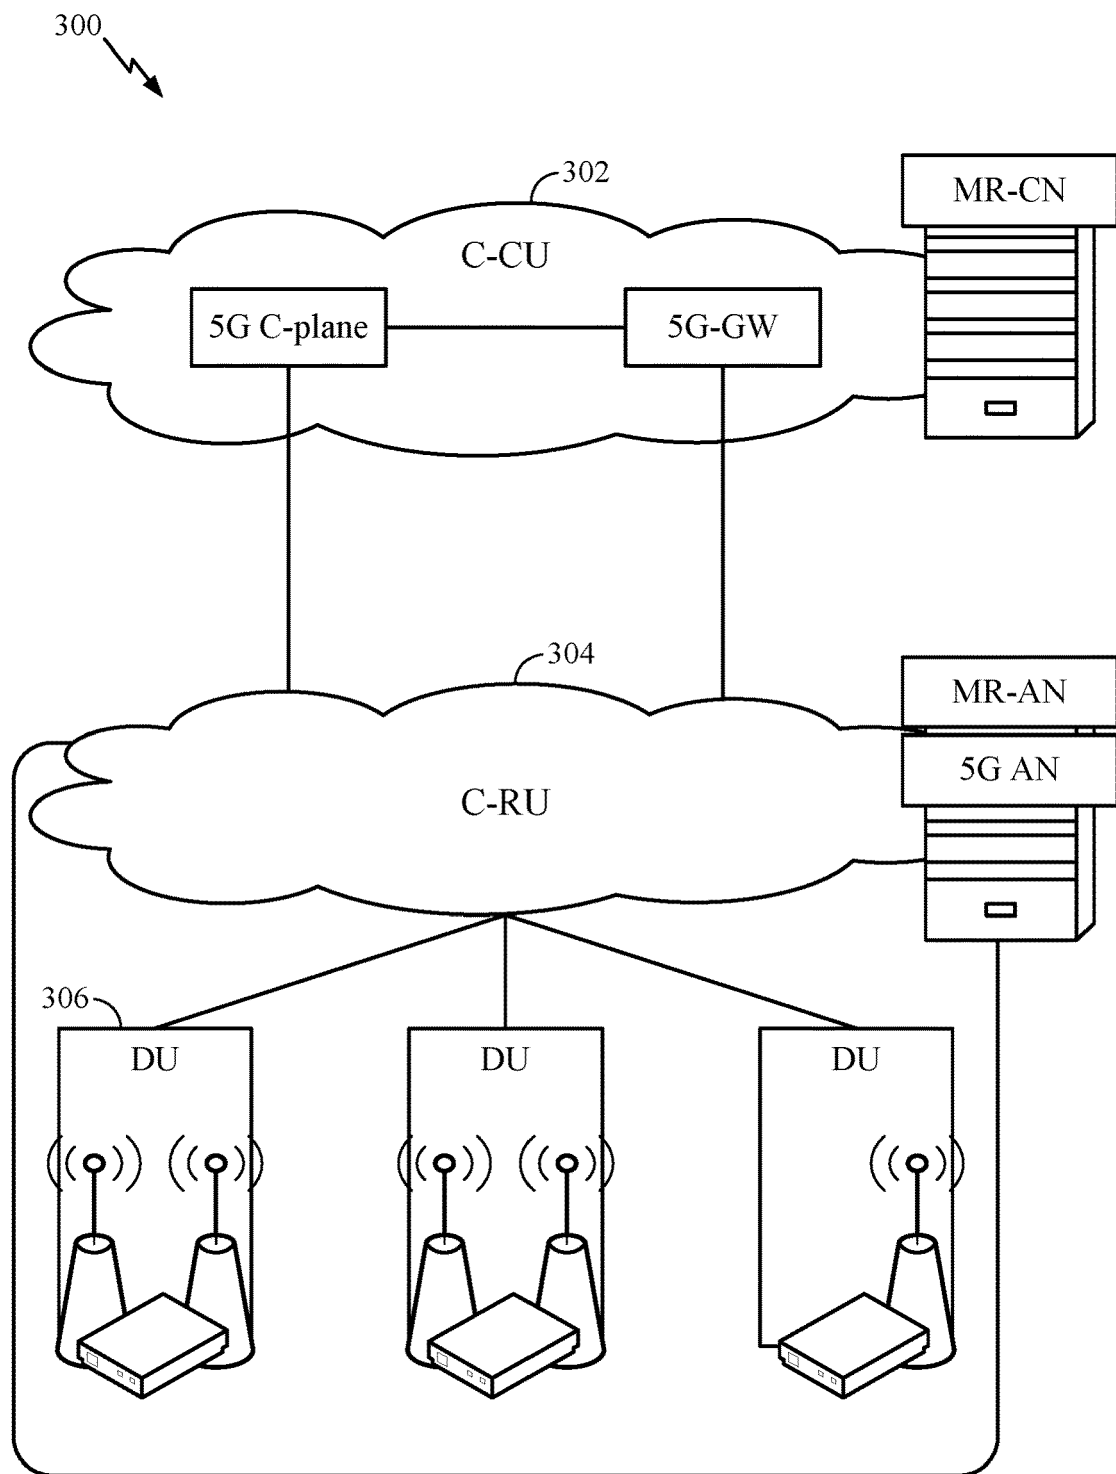 300
302
MR-CN
C-CU
5G C-plane
5G-GW
304
MR-AN
5G AN
C-RU
306
DU
DU
DU